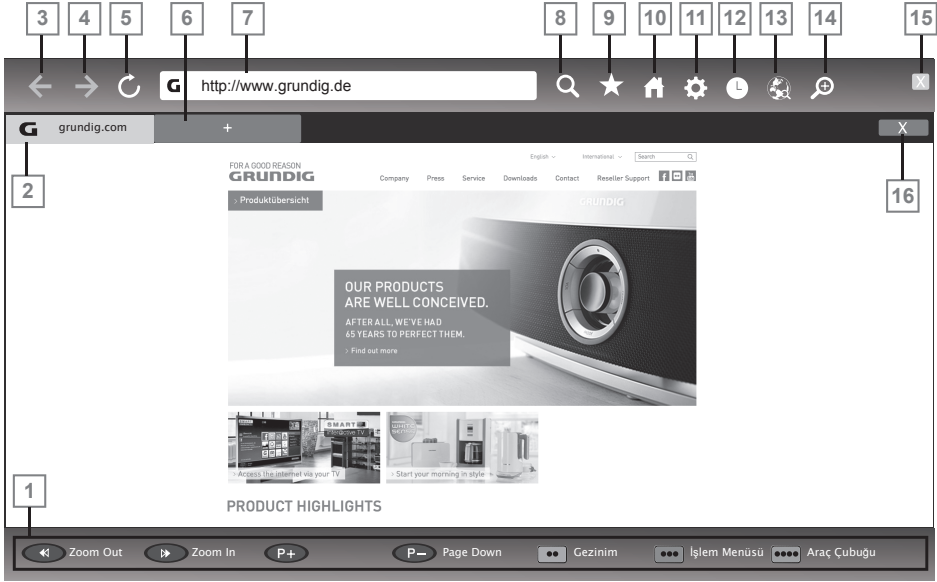 3 4 5 6 7 8 9 10 11 12 13 14 15
G http://www.grundig.de X
G grundig.com + X
2 16
English International Search
FOR A GOOD REASON
GRUNDIG
Company Press Service Downloads Contact Reseller Support
> Produktübersicht
GRUNDIG
OUR PRODUCTS
ARE WELL CONCEIVED.
AFTER ALL, WE'VE HAD
65 YEARS TO PERFECT THEM.
> Find out more
SMART
Interactive TV
> Access the internet via your TV
WHITE
> Start your morning in style
PRODUCT HIGHLIGHTS
1
Zoom Out Zoom In P+ P– Page Down Gezinim İşlem Menüsü Araç Çubuğu